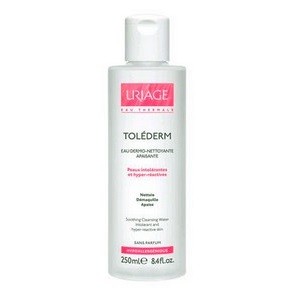 URIAGE
EAU THERMALE
TOLÉDERM
EAU DERMO-NETTOYANTE
APAISANTE
Peaux intolérantes
et hyper-réactives
Nettoie
Démaquille
Apaise
Soothing Cleansing Water
Intolerant and
hyper-reactive skin
SANS PARFUM
HYPOALLERGÉNIQUE
250ml℮ 8.4fl.oz.